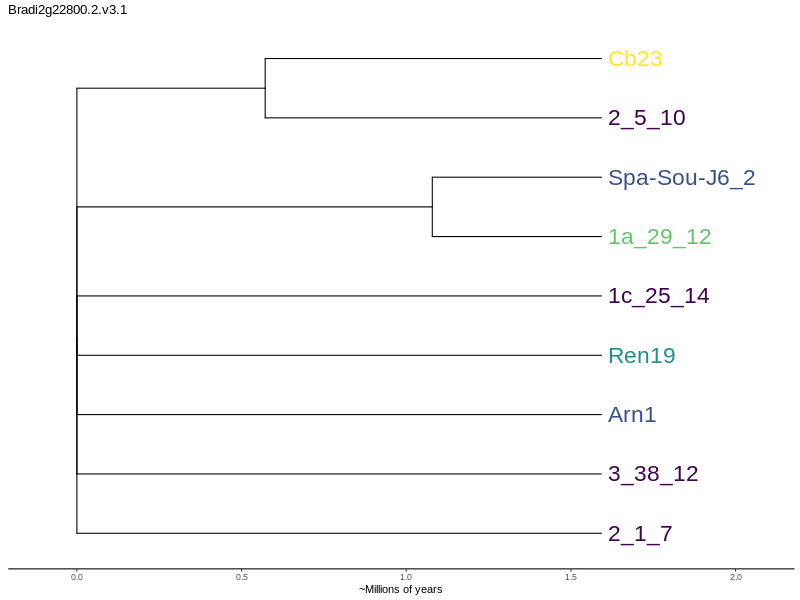 Bradi2g22800.2.v3.1
Cb23
2_5_10
Spa-Sou-J6_2
1a_29_12
1c_25_14
Ren19
Arn1
3_38_12
2_1_7
0.0 0.5 1.0 1.5 2.0
~Millions of years